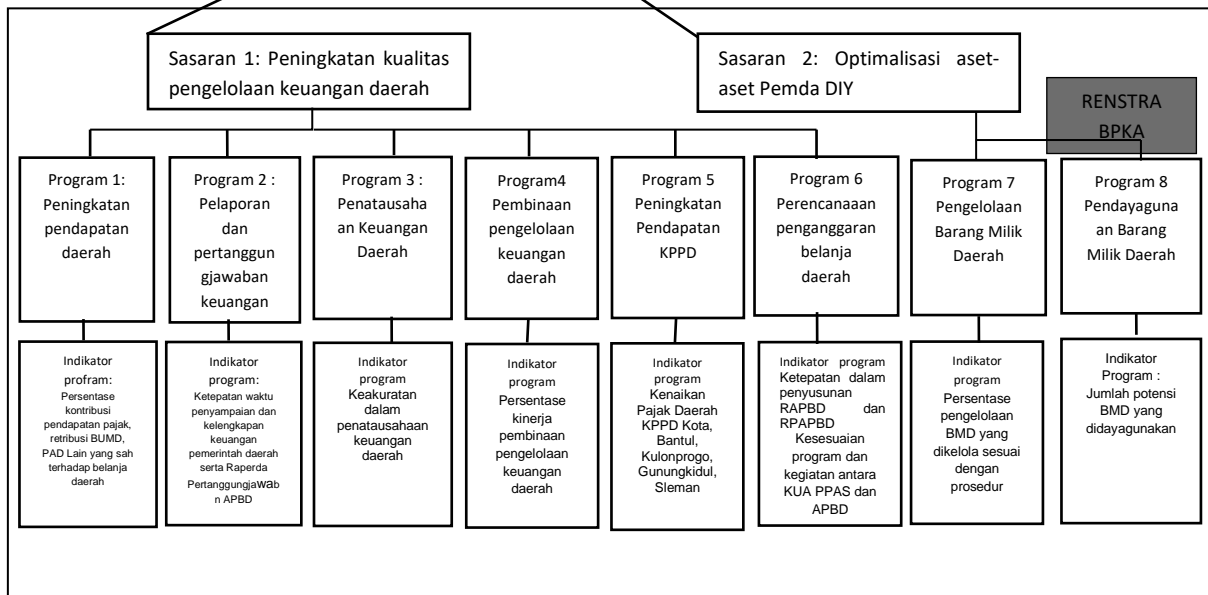 Sasaran 1: Peningkatan kualitas
pengelolaan keuangan daerah
Sasaran 2: Optimalisasi aset-
aset Pemda DIY
RENSTRA
BPKA
Program 1:
Peningkatan
pendapatan
daerah
Program 2 :
Pelaporan
dan
pertanggun
gjawaban
keuangan
Program 3 :
Penatausaha
an Keuangan
Daerah
Program4
Pembinaan
pengelolaan
keuangan
daerah
Program 5
Peningkatan
Pendapatan
KPPD
Program 6
Perencanaaan
penganggaran
belanja
daerah
Program 7
Pengelolaan
Barang Milik
Daerah
Program 8
Pendayaguna
an Barang
Milik Daerah
Indikator
profram:
Persentase
kontribusi
pendapatan pajak,
retribusi BUMD,
PAD Lain yang sah
terhadap belanja
daerah
Indikator
program:
Ketepatan waktu
penyampaian dan
kelengkapan
keuangan
pemerintah daerah
serta Raperda
Pertanggungjawab
n APBD
Indikator
program
Keakuratan
dalam
penatausahaan
keuangan
daerah
Indikator
program
Persentase
kinerja
pembinaan
pengelolaan
keuangan
daerah
Indikator
program
Kenaikan
Pajak Daerah
KPPD Kota,
Bantul,
Kulonprogo,
Gunungkidul,
Sleman
Indikator program
Ketepatan dalam
penyusunan
RAPBD dan
RPAPBD
Kesesuaian
program dan
kegiatan antara
KUA PPAS dan
APBD
Indikator
program
Persentase
pengelolaan
BMD yang
dikelola sesuai
dengan
prosedur
Indikator
Program :
Jumlah potensi
BMD yang
didayagunakan